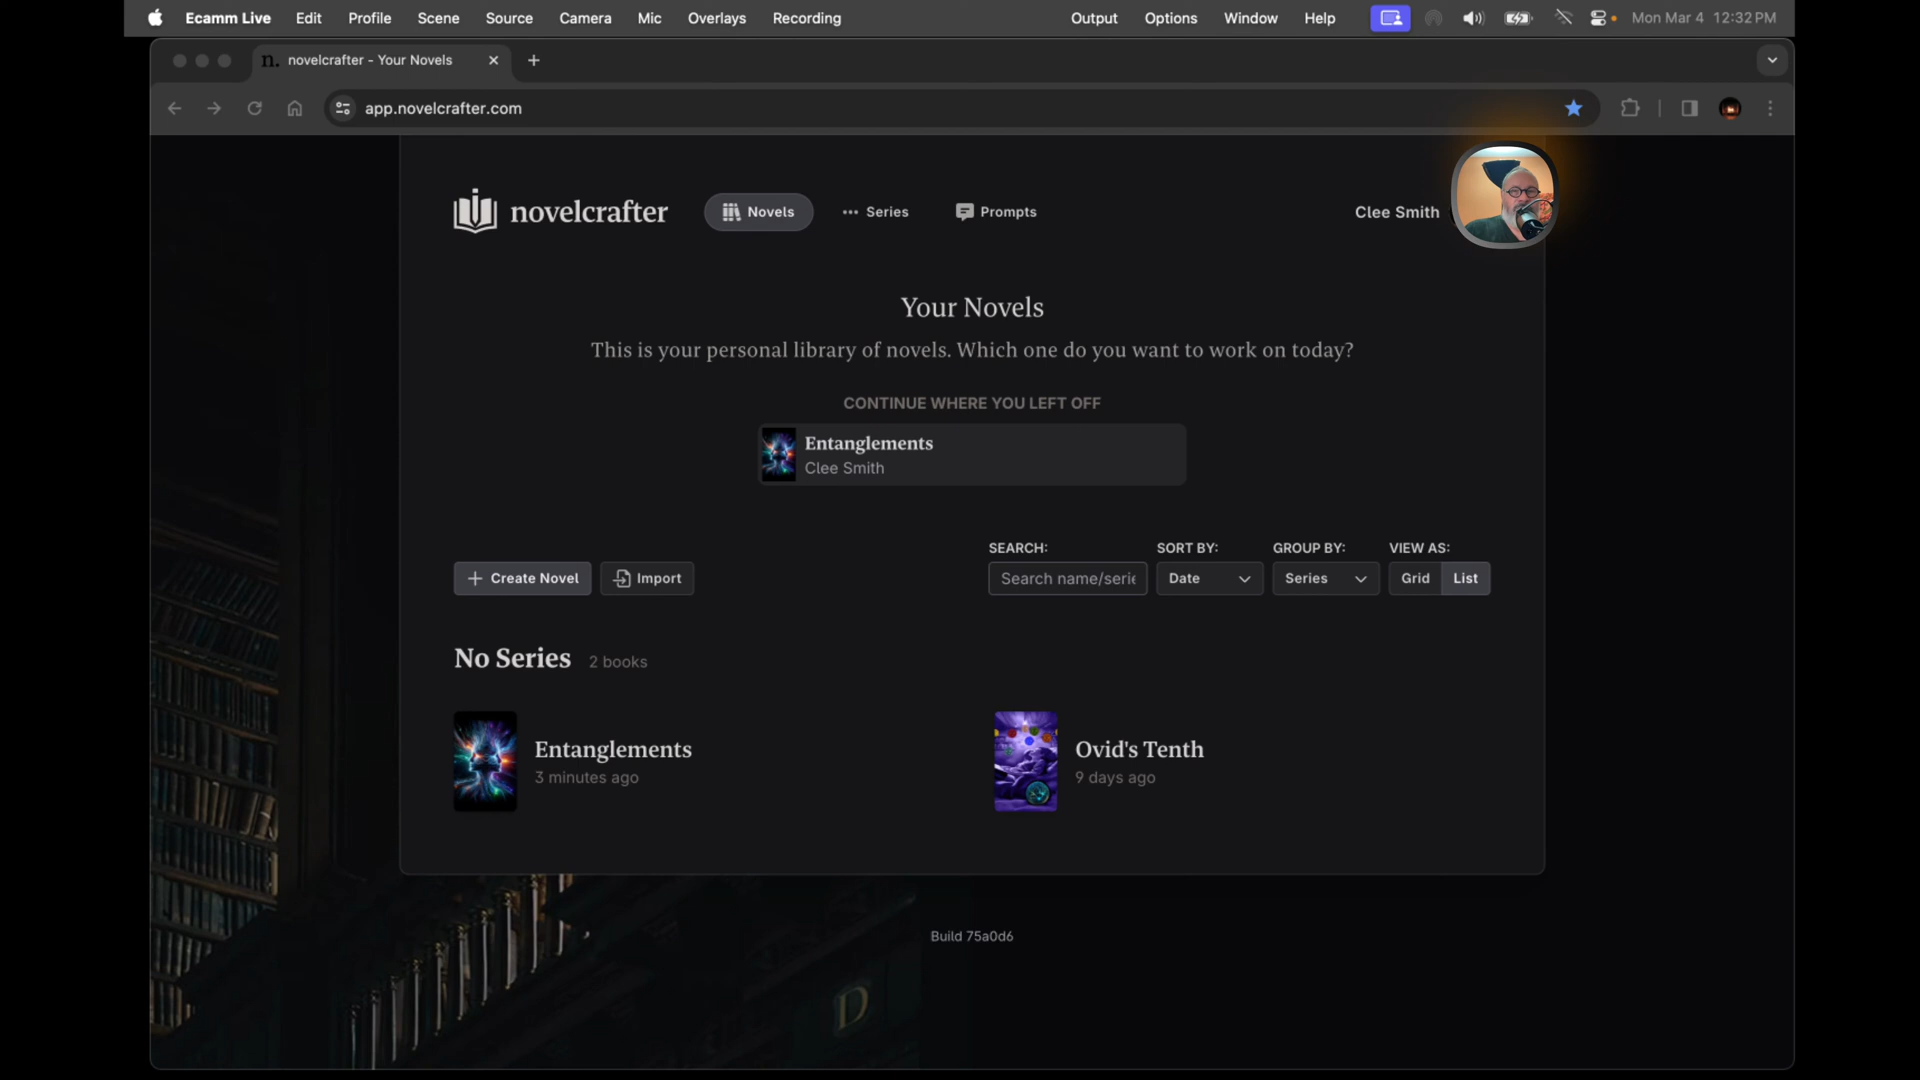 Ecamm Live Edit Profile Scene Source Camera Mic Overlays Recording Output Options Window Help Mon Mar 4 12:32 PM
n. novelcrafter - Your Novels
app.novelcrafter.com
novelcrafter Novels Series Prompts Clee Smith
Your Novels
This is your personal library of novels. Which one do you want to work on today?
CONTINUE WHERE YOU LEFT OFF
Entanglements
Clee Smith
SEARCH: SORT BY: GROUP BY: VIEW AS:
Create Novel Import Search name/serie Date Series Grid List
No Series 2 books
Entanglements
3 minutes ago
Ovid's Tenth
9 days ago
Build 75a0d6
D